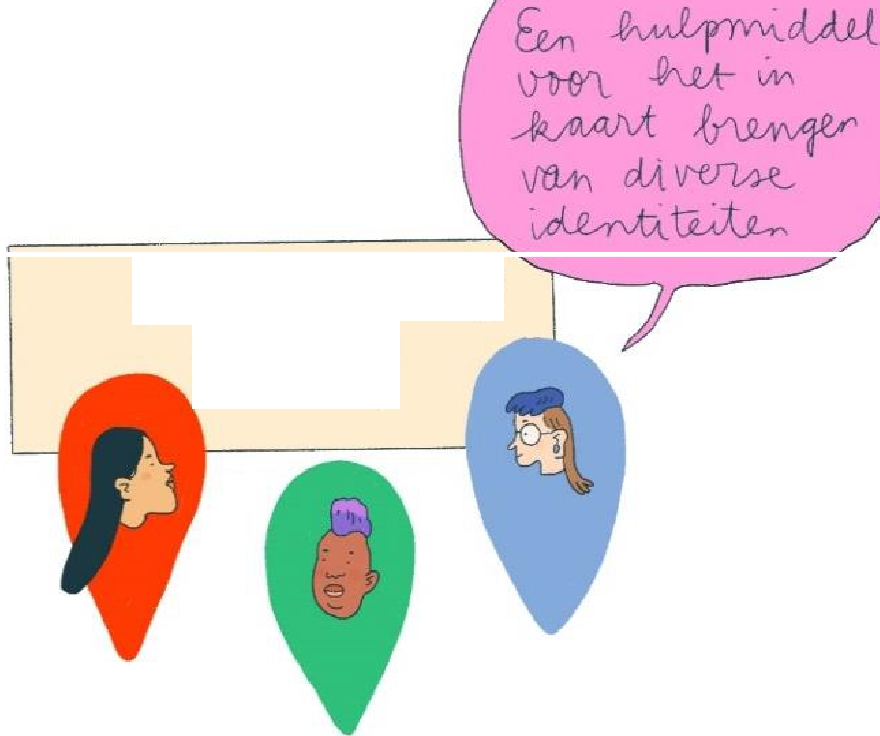 Een hulpmiddel
voor het in
kaart brengen
van diverse
identiteiten